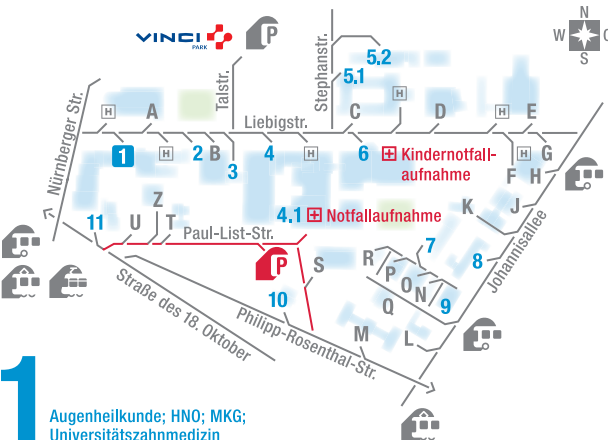 N
W
O
S
VINCI
PARK
P
5.2
5.1
Stephanstr.
Talstr.
Nürnberger Str.
H
A
Liebigstr.
C
H
D
H
E
1
H
2
B
3
4
H
6
Kindernotfall-
aufnahme
F
H
G
H
K
J
Johannisallee
4.1
Notfallaufnahme
11
U
Z
T
Paul-List-Str.
P
S
7
8
R
P
O
N
9
Q
10
M
L
Straße des 18. Oktober
Philipp-Rosenthal-Str.
1
Augenheilkunde; HNO; MKG;
Universitätszahnmedizin